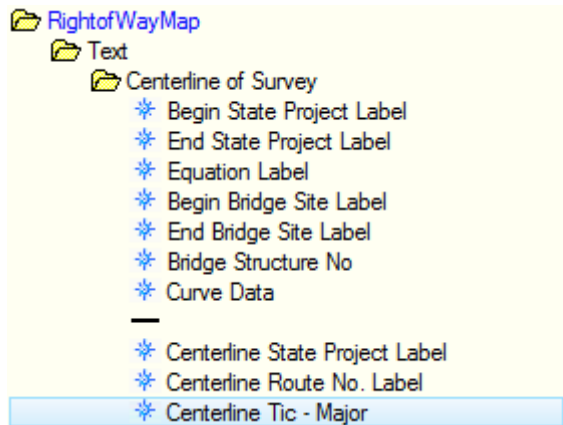 RightofWayMap
Text
Centerline of Survey
Begin State Project Label
End State Project Label
Equation Label
Begin Bridge Site Label
End Bridge Site Label
Bridge Structure No
Curve Data
Centerline State Project Label
Centerline Route No. Label
Centerline Tic - Major